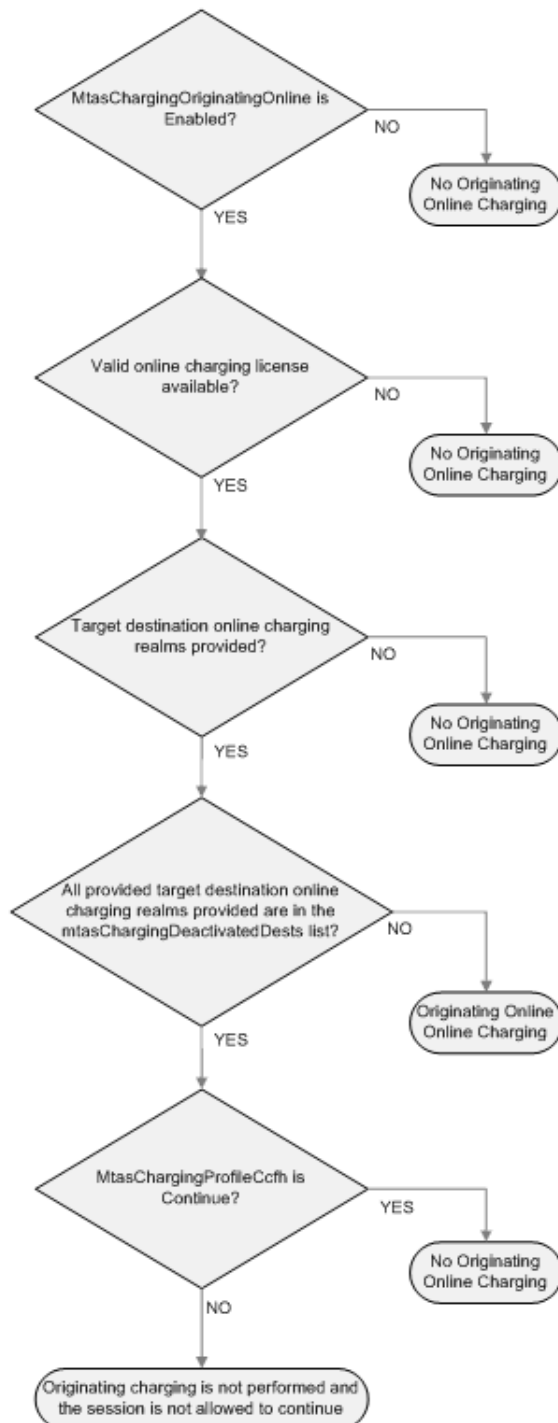 MtasChargingOriginatingOnline is
Enabled?
NO
No Originating
Online Charging
YES
Valid online charging license
available?
NO
No Originating
Online Charging
YES
Target destination online charging
realms provided?
NO
No Originating
Online Charging
YES
All provided target destination online
charging realms provided are in the
mtasChargingDeactivatedDests list?
NO
Originating Online
Online Charging
YES
MtasChargingProfileCcfh is
Continue?
YES
No Originating
Online Charging
NO
Originating charging is not performed and
the session is not allowed to continue